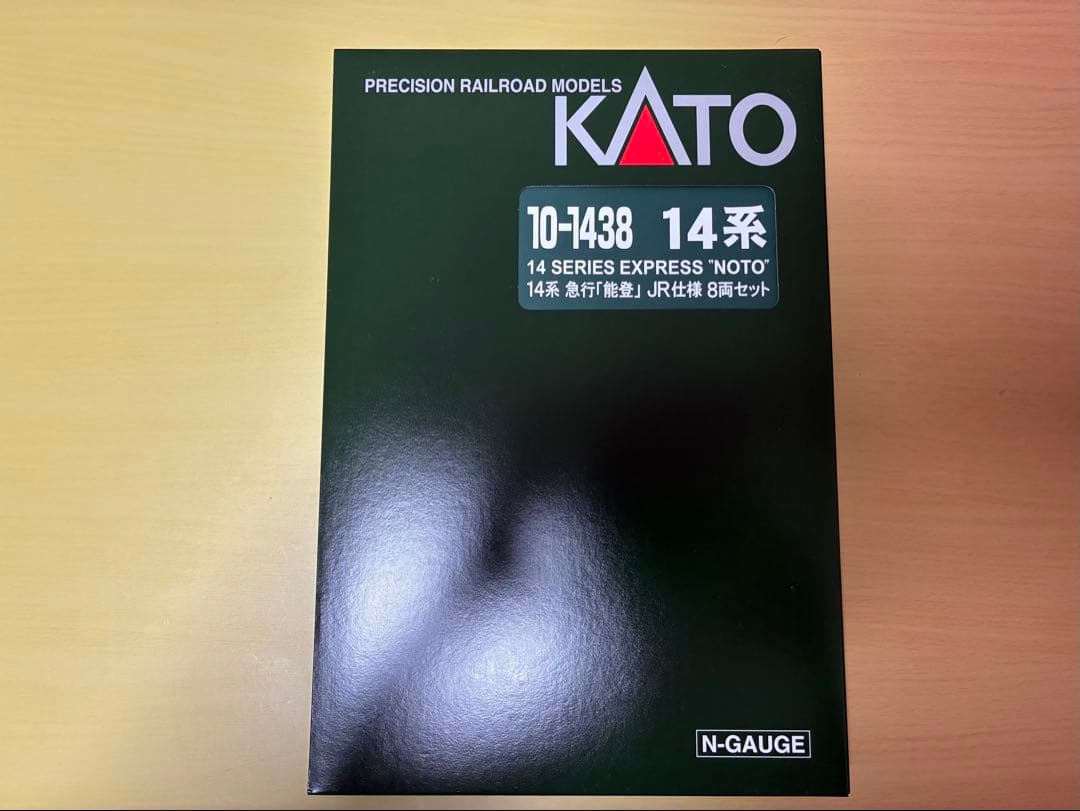 PRECISION RAILROAD MODELS
KATO
10-1438 14系
14 SERIES EXPRESS "NOTO"
14系 急行「能登」 JR仕様 8両セット
N-GAUGE